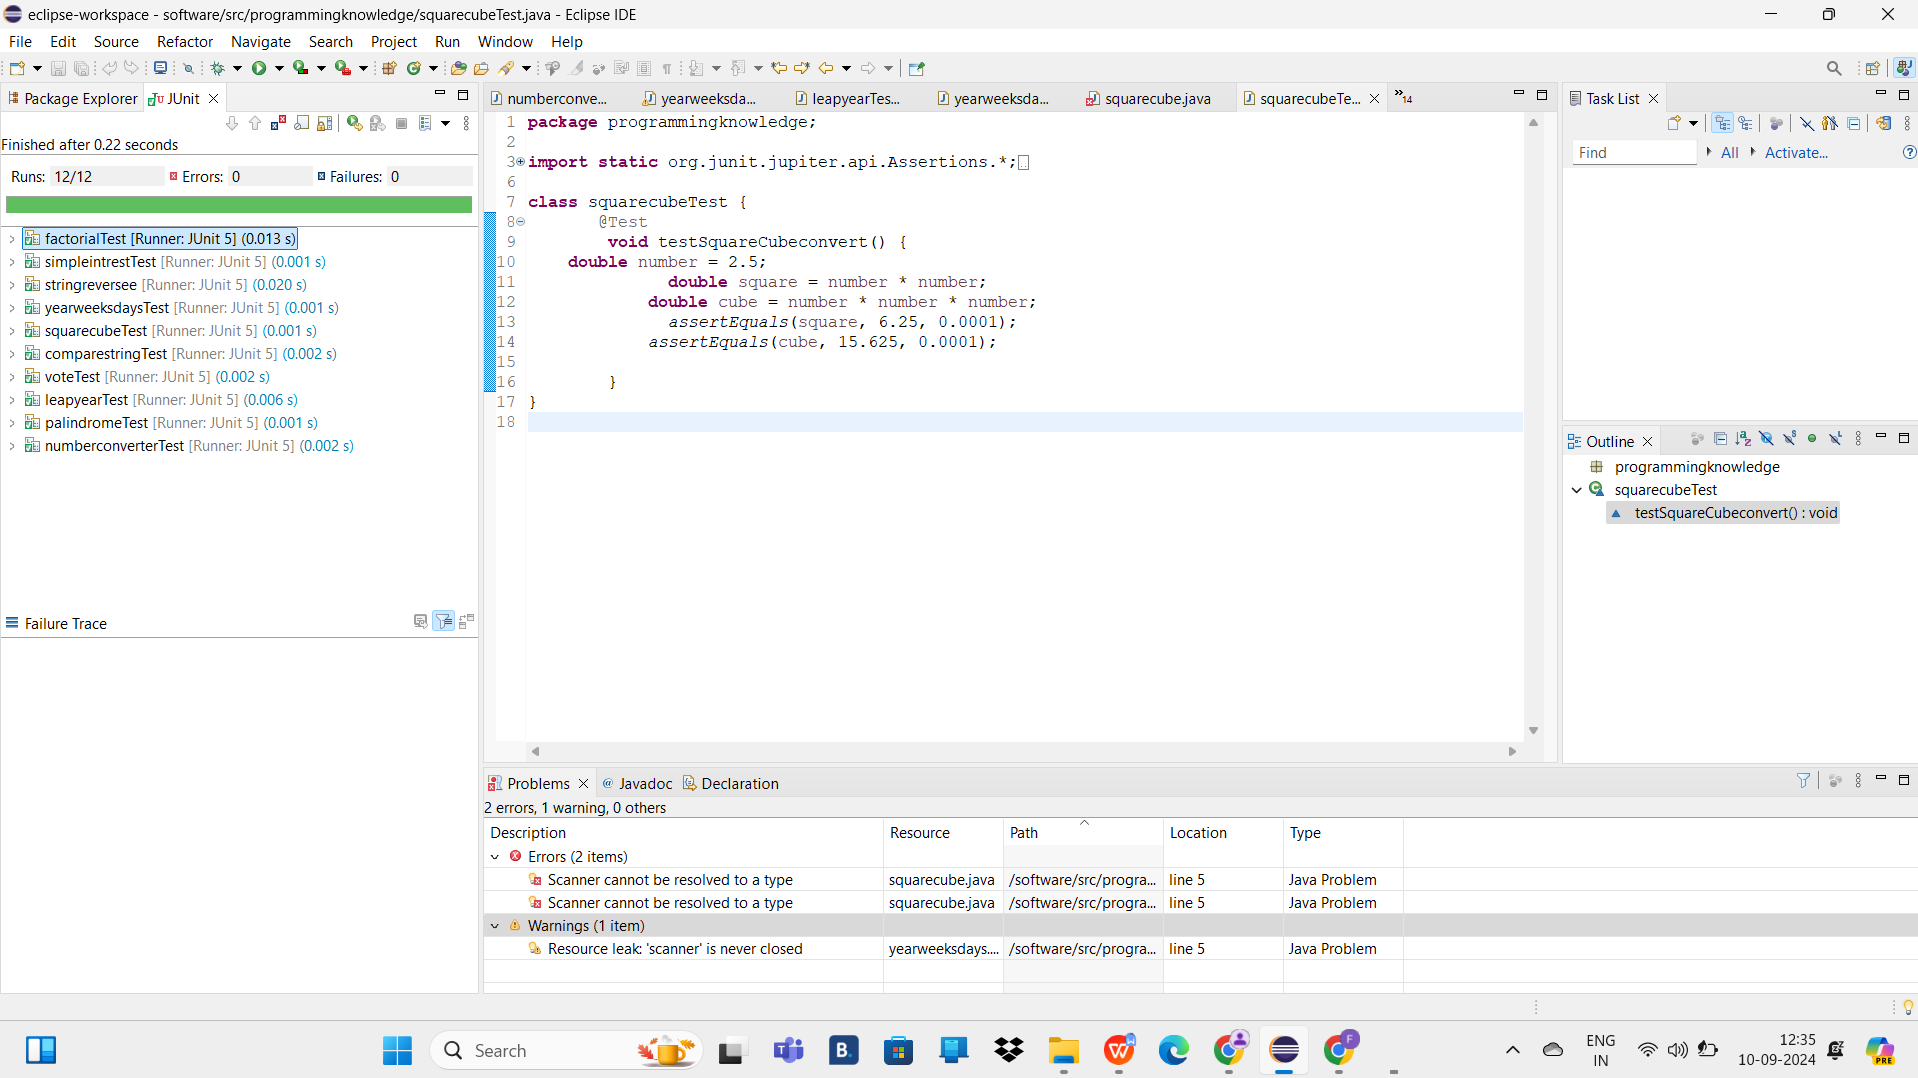 eclipse-workspace - software/src/programmingknowledge/squarecubeTest.java - Eclipse IDE
File Edit Source Refactor Navigate Search Project Run Window Help
Package Explorer JUnit
Finished after 0.22 seconds
Runs: 12/12 Errors: 0 Failures: 0
factorialTest [Runner: JUnit 5] (0.013 s)
simpleintrestTest [Runner: JUnit 5] (0.001 s)
stringreversee [Runner: JUnit 5] (0.020 s)
yearweeksdaysTest [Runner: JUnit 5] (0.001 s)
squarecubeTest [Runner: JUnit 5] (0.001 s)
comparestringTest [Runner: JUnit 5] (0.002 s)
voteTest [Runner: JUnit 5] (0.002 s)
leapyearTest [Runner: JUnit 5] (0.006 s)
palindromeTest [Runner: JUnit 5] (0.001 s)
numberconverterTest [Runner: JUnit 5] (0.002 s)
Failure Trace
numberconve... yearweeksda... leapyearTes... yearweeksda... squarecube.java squarecubeTe... »14
1 package programmingknowledge;
2
3 import static org.junit.jupiter.api.Assertions.*;
6
7 class squarecubeTest {
8 @Test
9 void testSquareCubeconvert() {
10 double number = 2.5;
11 double square = number * number;
12 double cube = number * number * number;
13 assertEquals(square, 6.25, 0.0001);
14 assertEquals(cube, 15.625, 0.0001);
15
16 }
17 }
18
Task List
Find All Activate...
Outline
programmingknowledge
squarecubeTest
testSquareCubeconvert() : void
Problems @ Javadoc Declaration
2 errors, 1 warning, 0 others
Description Resource Path Location Type
Errors (2 items)
Scanner cannot be resolved to a type squarecube.java /software/src/progra... line 5 Java Problem
Scanner cannot be resolved to a type squarecube.java /software/src/progra... line 5 Java Problem
Warnings (1 item)
Resource leak: 'scanner' is never closed yearweeksdays.... /software/src/progra... line 5 Java Problem
Search
B.
W
F
ENG
IN
12:35
10-09-2024
PRE